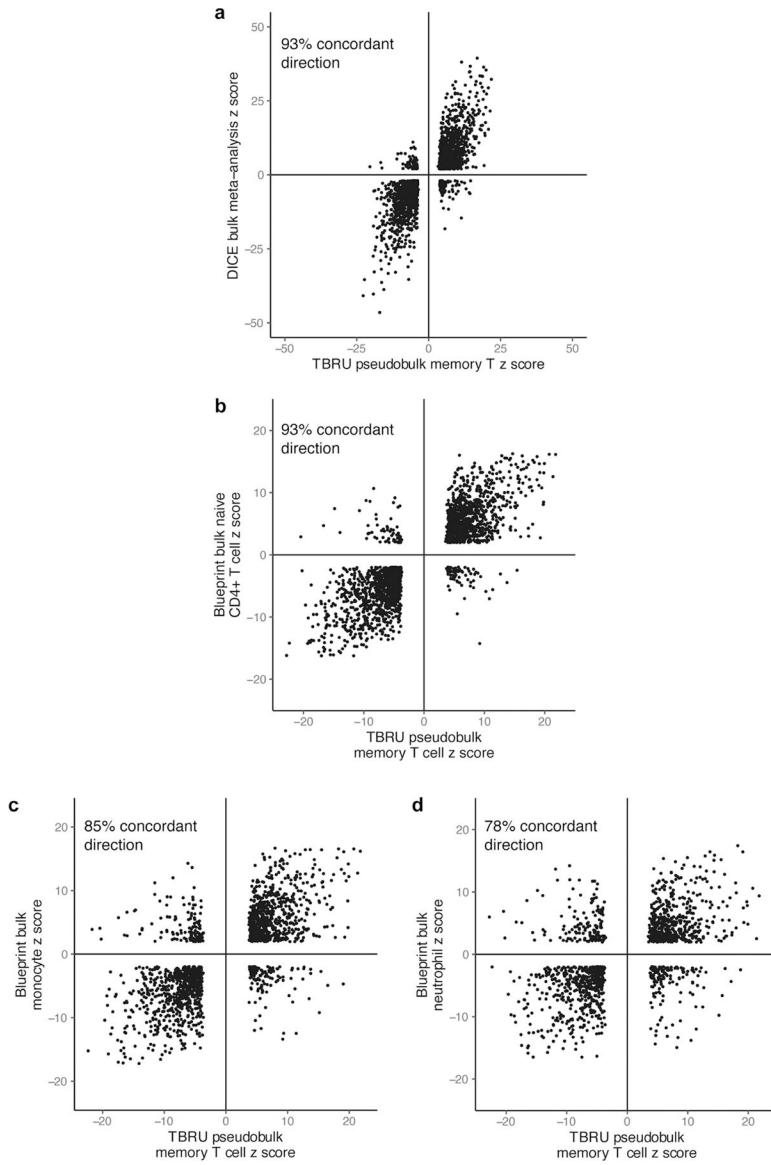 a
93% concordant
direction
DICE bulk meta−analysis z score
50
25
0
−25
−50
−50 −25 0 25 50
TBRU pseudobulk memory T z score
b
93% concordant
direction
Blueprint bulk naive
CD4+ T cell z score
20
10
0
−10
−20
−20 −10 0 10 20
TBRU pseudobulk
memory T cell z score
c
85% concordant
direction
Blueprint bulk
monocyte z score
20
10
0
−10
−20
−20 −10 0 10 20
TBRU pseudobulk
memory T cell z score
d
78% concordant
direction
Blueprint bulk
neutrophil z score
20
10
0
−10
−20
−20 −10 0 10 20
TBRU pseudobulk
memory T cell z score